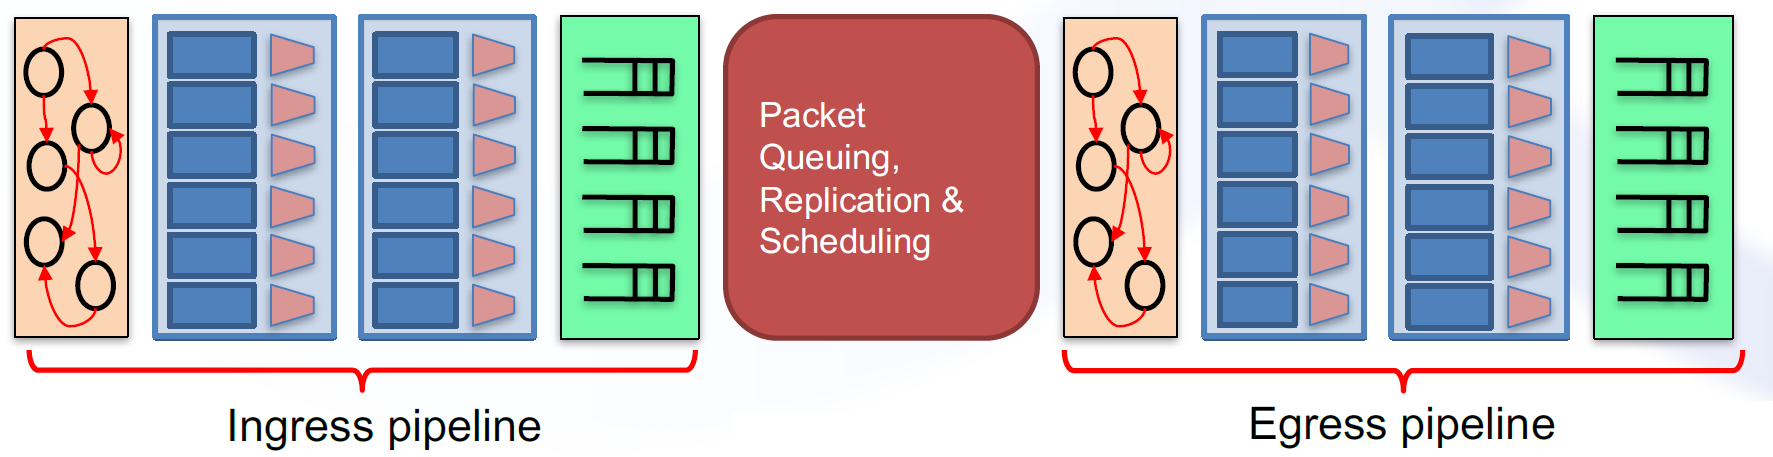 Packet
Queuing,
Replication &
Scheduling
Ingress pipeline
Egress pipeline